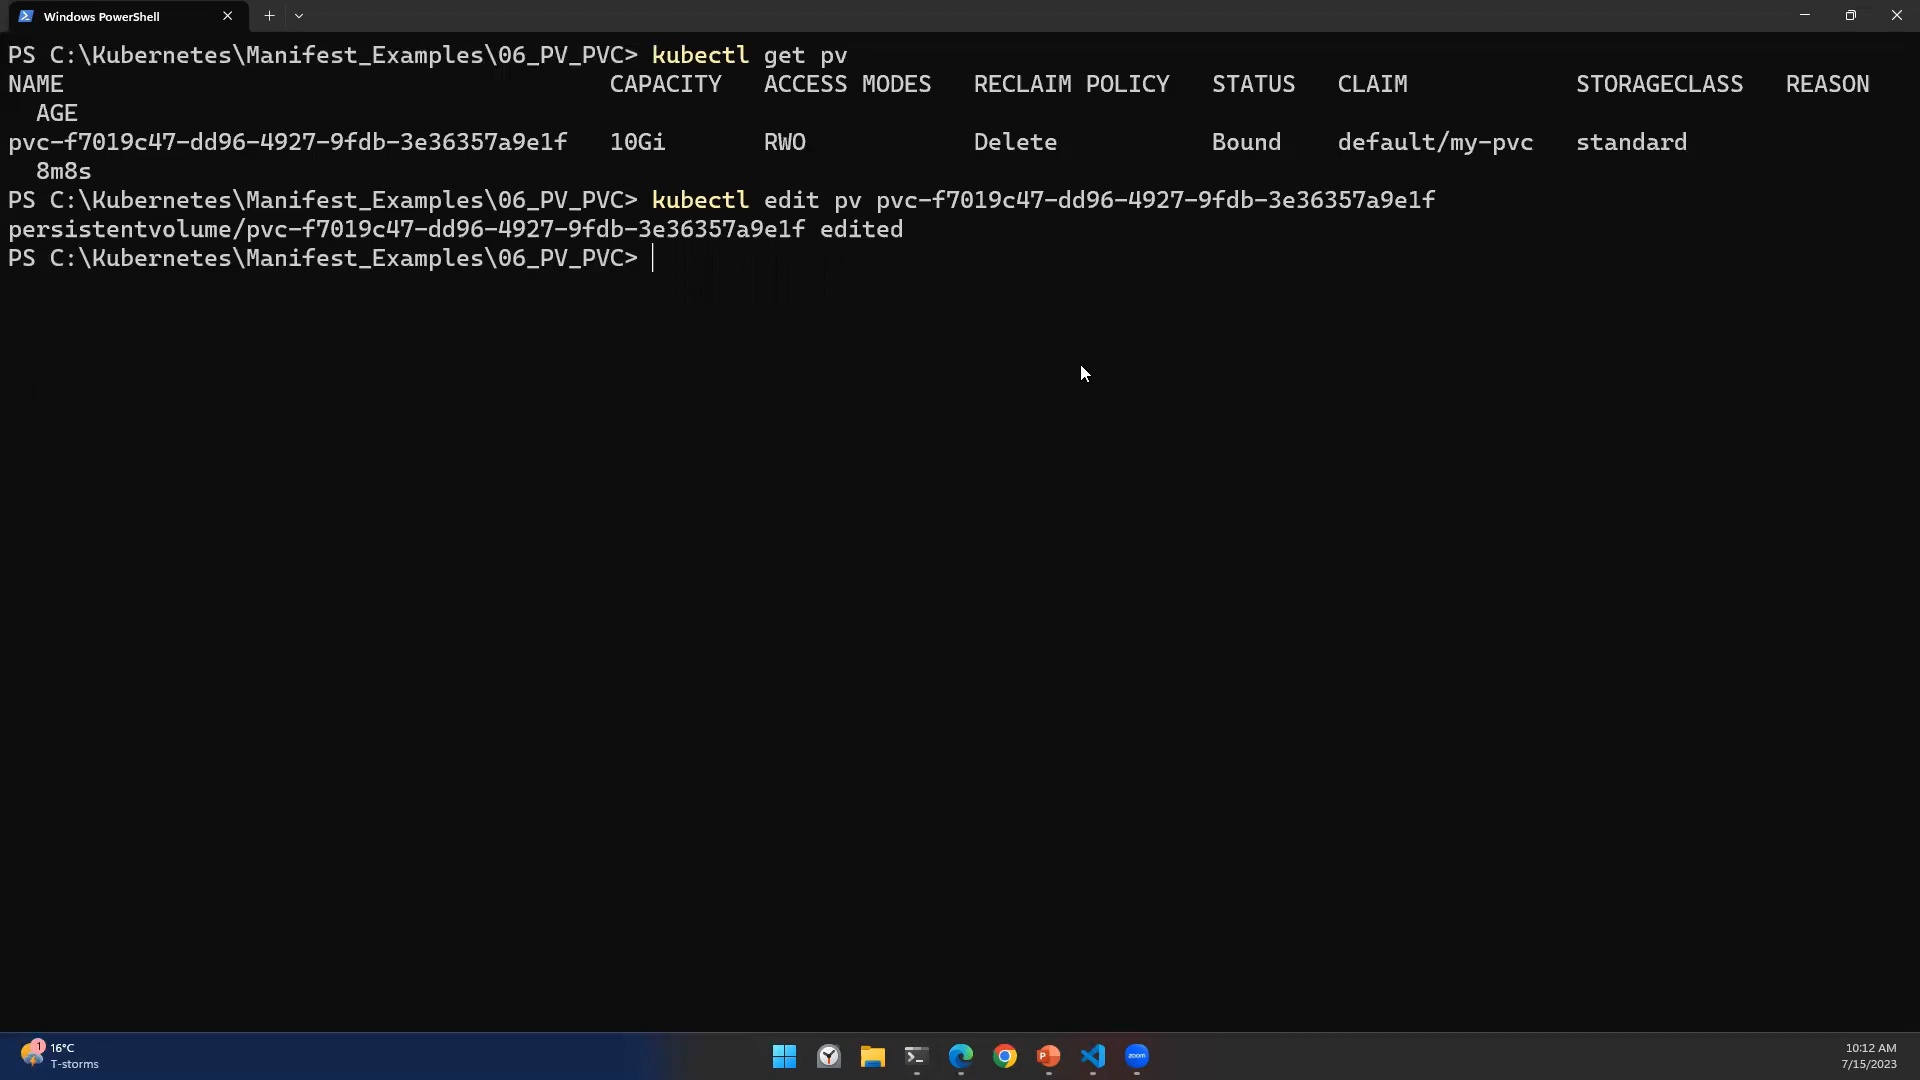 Windows PowerShell
PS C:\Kubernetes\Manifest_Examples\06_PV_PVC> kubectl get pv
NAME CAPACITY ACCESS MODES RECLAIM POLICY STATUS CLAIM STORAGECLASS REASON
AGE
pvc-f7019c47-dd96-4927-9fdb-3e36357a9e1f 10Gi RWO Delete Bound default/my-pvc standard
8m8s
PS C:\Kubernetes\Manifest_Examples\06_PV_PVC> kubectl edit pv pvc-f7019c47-dd96-4927-9fdb-3e36357a9e1f
persistentvolume/pvc-f7019c47-dd96-4927-9fdb-3e36357a9e1f edited
PS C:\Kubernetes\Manifest_Examples\06_PV_PVC>
1
16°C
T-storms
P
zoom
10:12 AM
7/15/2023